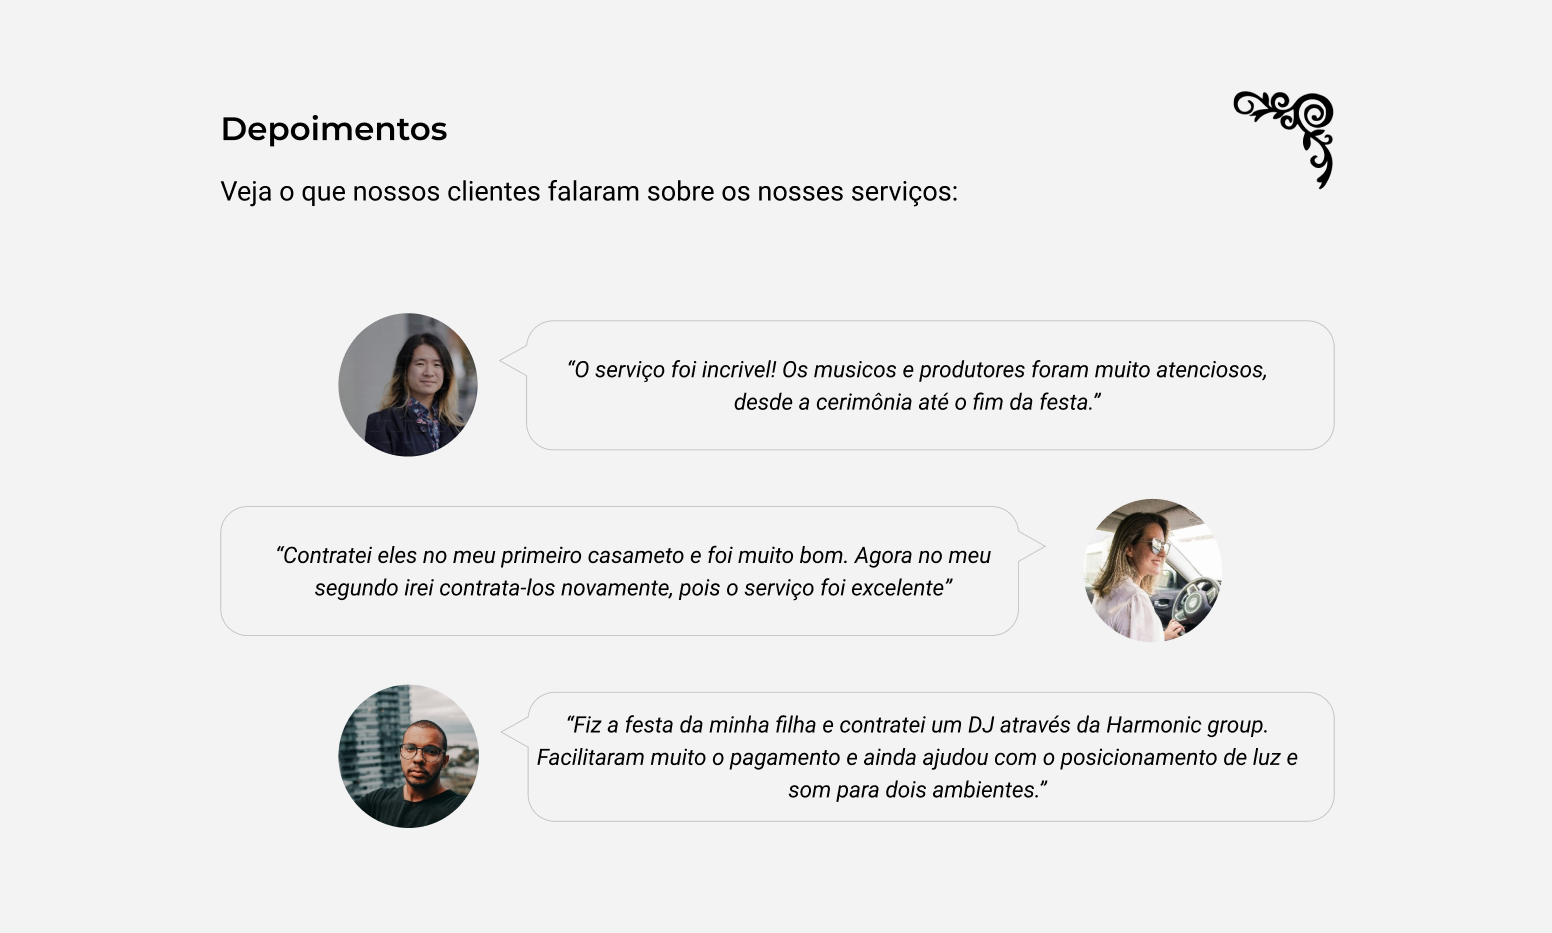 Depoimentos
Veja o que nossos clientes falaram sobre os nosses serviços:
“O serviço foi incrivel! Os musicos e produtores foram muito atenciosos,
desde a cerimônia até o fim da festa.”
“Contratei eles no meu primeiro casameto e foi muito bom. Agora no meu
segundo irei contrata-los novamente, pois o serviço foi excelente”
“Fiz a festa da minha filha e contratei um DJ através da Harmonic group.
Facilitaram muito o pagamento e ainda ajudou com o posicionamento de luz e
som para dois ambientes.”